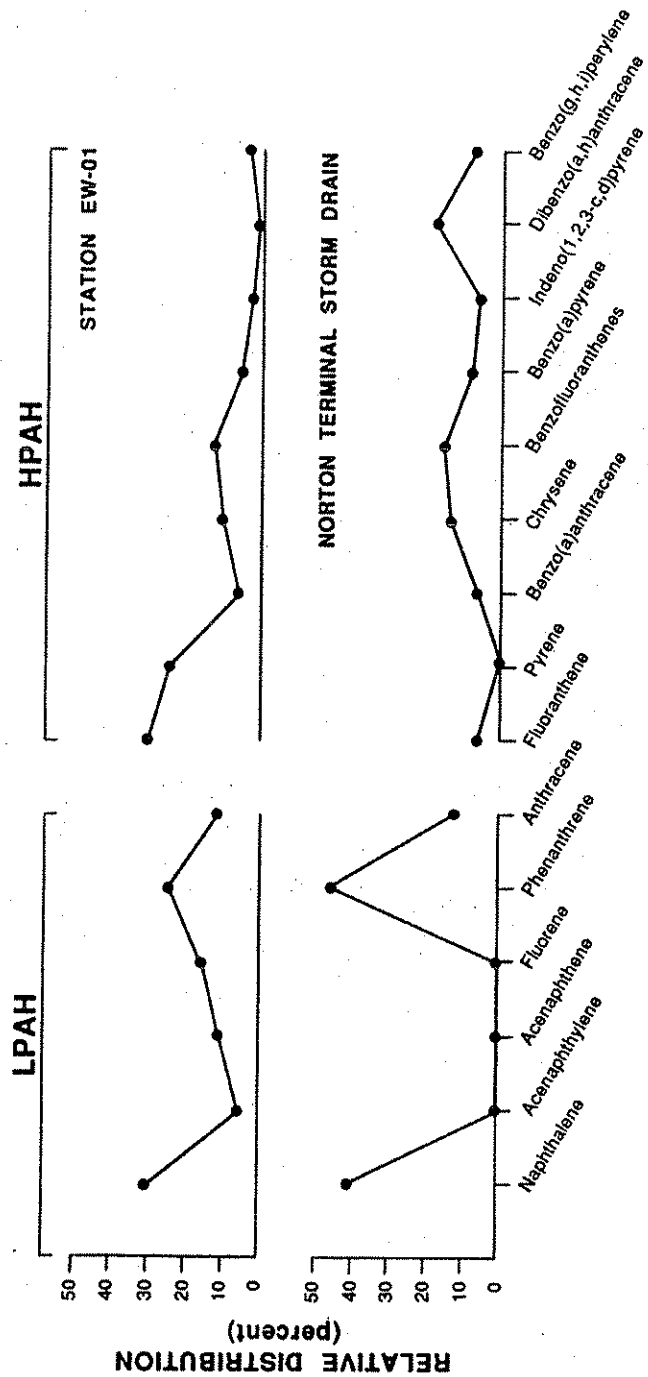 LPAH
HPAH
STATION EW-01
50
40
30
20
10
0
NORTON TERMINAL STORM DRAIN
50
40
30
20
10
0
RELATIVE DISTRIBUTION
(percent)
Naphthalene
Acenaphthylene
Acenaphthene
Fluorene
Phenanthrene
Anthracene
Fluoranthene
Pyrene
Benzo(a)anthracene
Chrysene
Benzofluoranthenes
Benzo(a)pyrene
Indeno(1,2,3-c,d)pyrene
Dibenzo(a,h)anthracene
Benzo(g,h,i)perylene